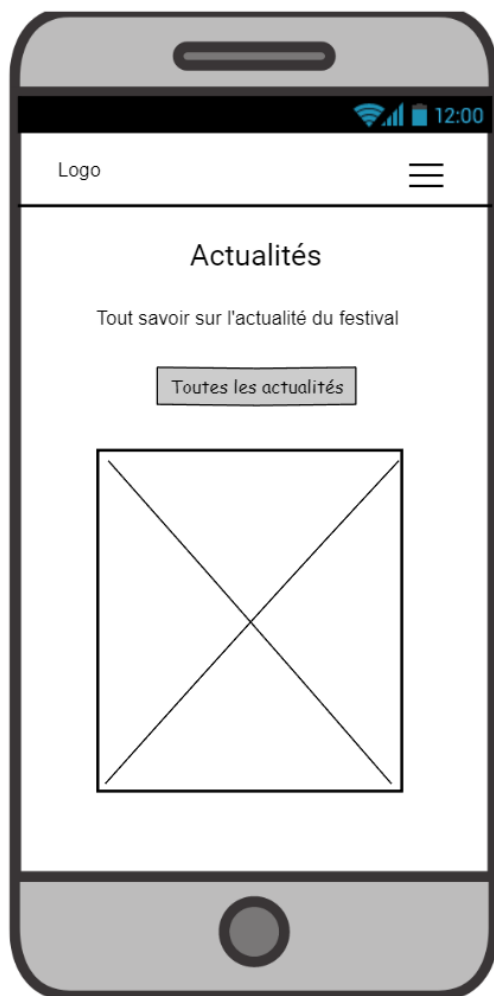 12:00
Logo
Actualités
Tout savoir sur l'actualité du festival
Toutes les actualités